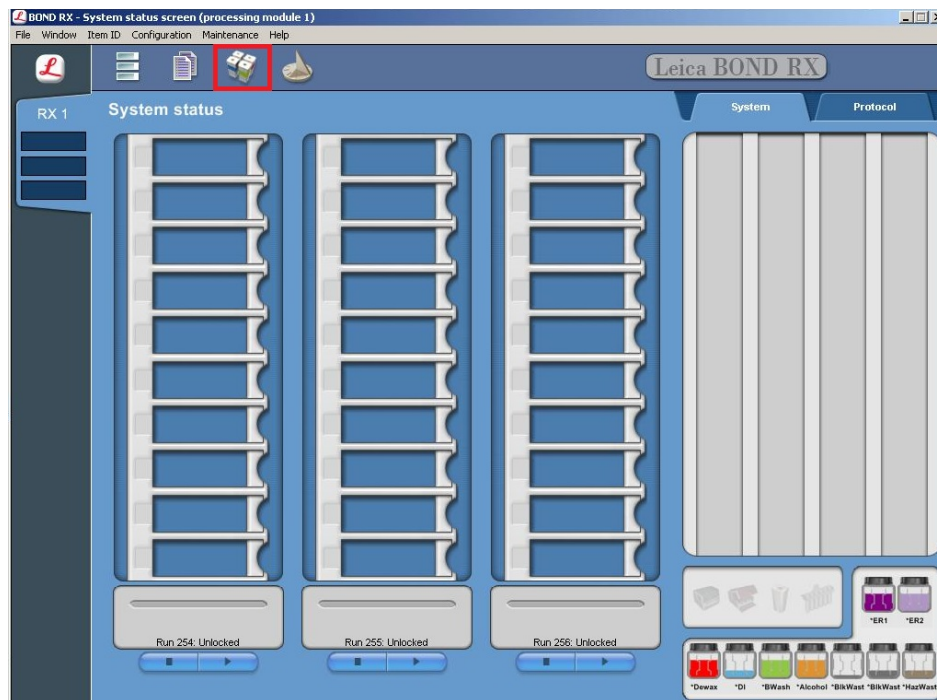 BOND RX - System status screen (processing module 1)
File Window Item ID Configuration Maintenance Help
Leica BOND RX
RX 1
System status
System
Protocol
Run 254: Unlocked
Run 255: Unlocked
Run 256: Unlocked
*ER1 *ER2
*Dewax *DI *BWash *Alcohol *BlkWast *BlkWast *HazWast